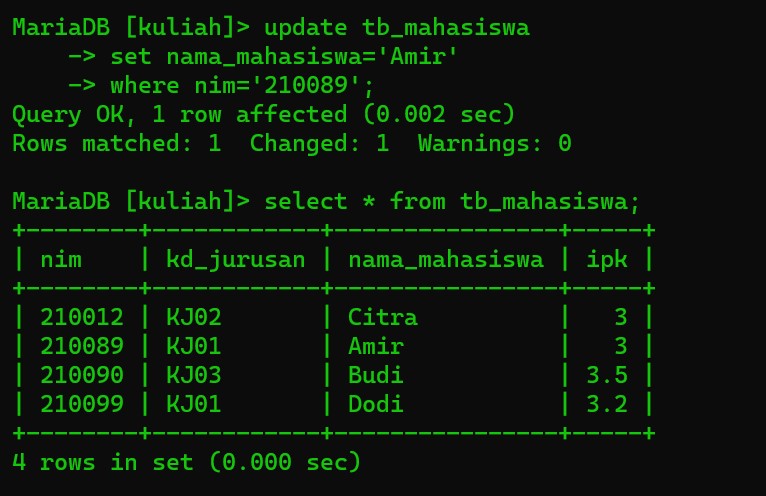 MariaDB [kuliah]> update tb_mahasiswa
    -> set nama_mahasiswa='Amir'
    -> where nim='210089';
Query OK, 1 row affected (0.002 sec)
Rows matched: 1  Changed: 1  Warnings: 0

MariaDB [kuliah]> select * from tb_mahasiswa;
+--------+------------+----------------+-----+
| nim    | kd_jurusan | nama_mahasiswa | ipk |
+--------+------------+----------------+-----+
| 210012 | KJ02       | Citra          |   3 |
| 210089 | KJ01       | Amir           |   3 |
| 210090 | KJ03       | Budi           | 3.5 |
| 210099 | KJ01       | Dodi           | 3.2 |
+--------+------------+----------------+-----+
4 rows in set (0.000 sec)